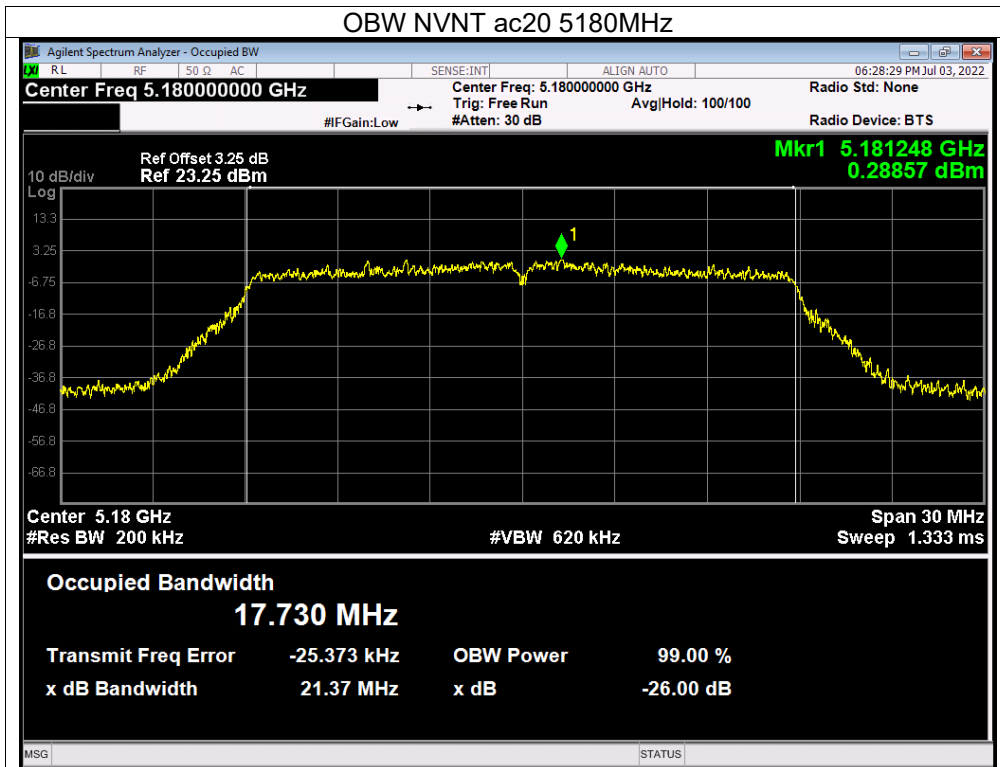 OBW NVNT ac20 5180MHz
Agilent Spectrum Analyzer - Occupied BW
LXI RL RF 50 Ω AC SENSE:INT ALIGN AUTO 06:28:29 PM Jul 03, 2022
Center Freq 5.180000000 GHz Center Freq: 5.180000000 GHz Radio Std: None
Trig: Free Run Avg|Hold: 100/100
#IFGain:Low #Atten: 30 dB Radio Device: BTS
Mkr1 5.181248 GHz
0.28857 dBm
Ref Offset 3.25 dB
10 dB/div Ref 23.25 dBm
Log
13.3
1
3.25
-6.75
-16.8
-26.8
-36.8
-46.8
-56.8
-66.8
Center 5.18 GHz Span 30 MHz
#Res BW 200 kHz #VBW 620 kHz Sweep 1.333 ms
Occupied Bandwidth
17.730 MHz
Transmit Freq Error -25.373 kHz OBW Power 99.00 %
x dB Bandwidth 21.37 MHz x dB -26.00 dB
MSG STATUS